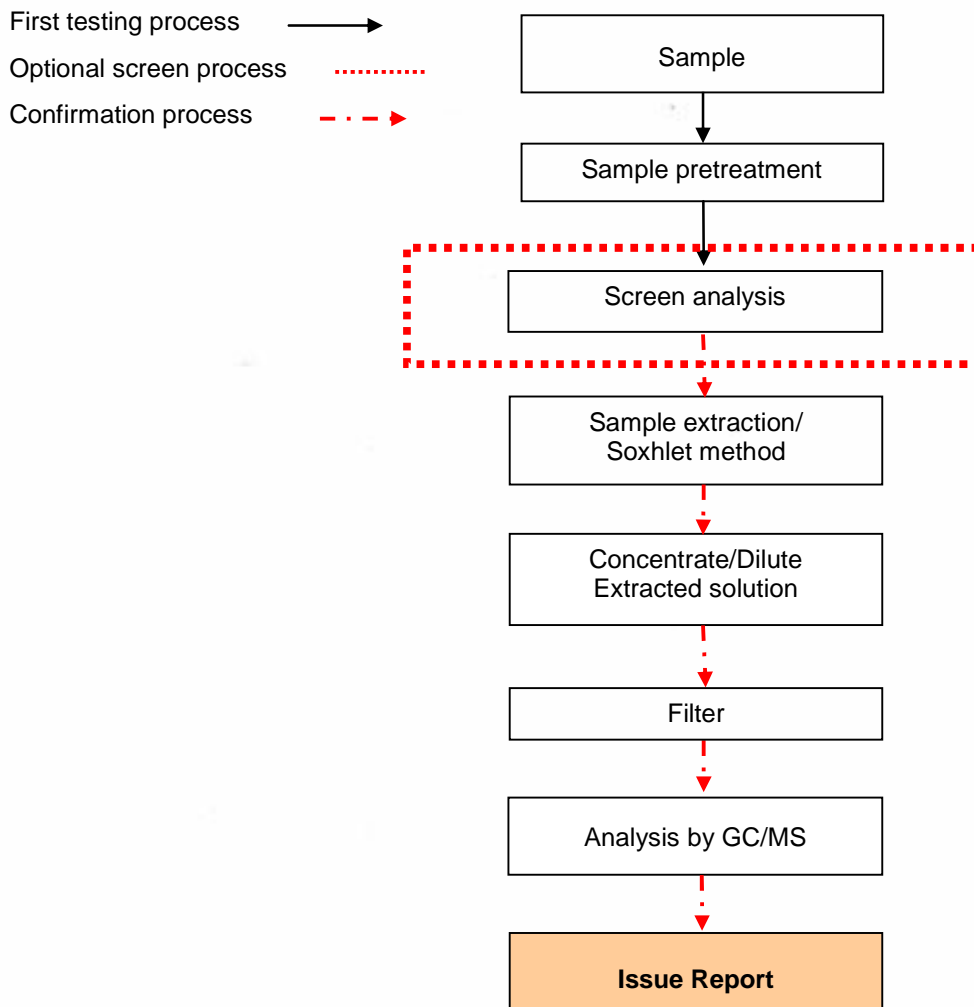 First testing process
Optional screen process
Confirmation process
Sample
Sample pretreatment
Screen analysis
Sample extraction/
Soxhlet method
Concentrate/Dilute
Extracted solution
Filter
Analysis by GC/MS
Issue Report